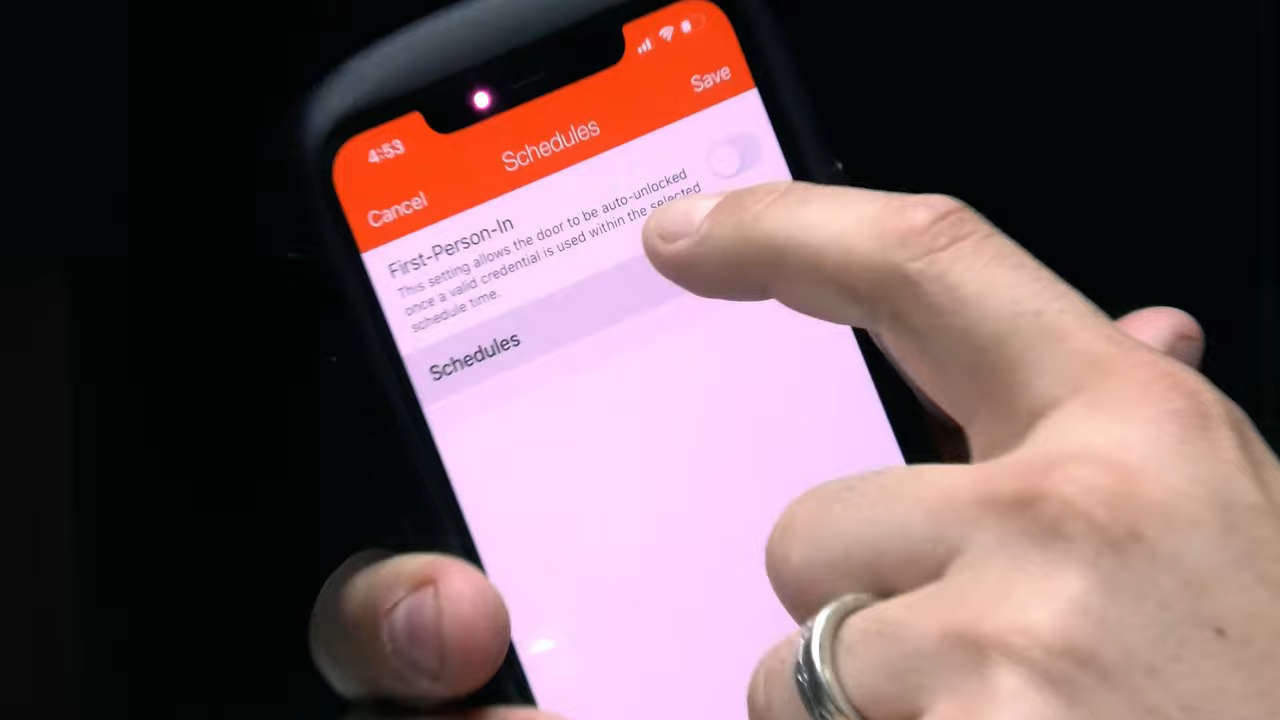 4:53
Cancel
Schedules
Save
First-Person-In
This setting allows the door to be auto-unlocked
once a valid credential is used within the selected
schedule time.
Schedules